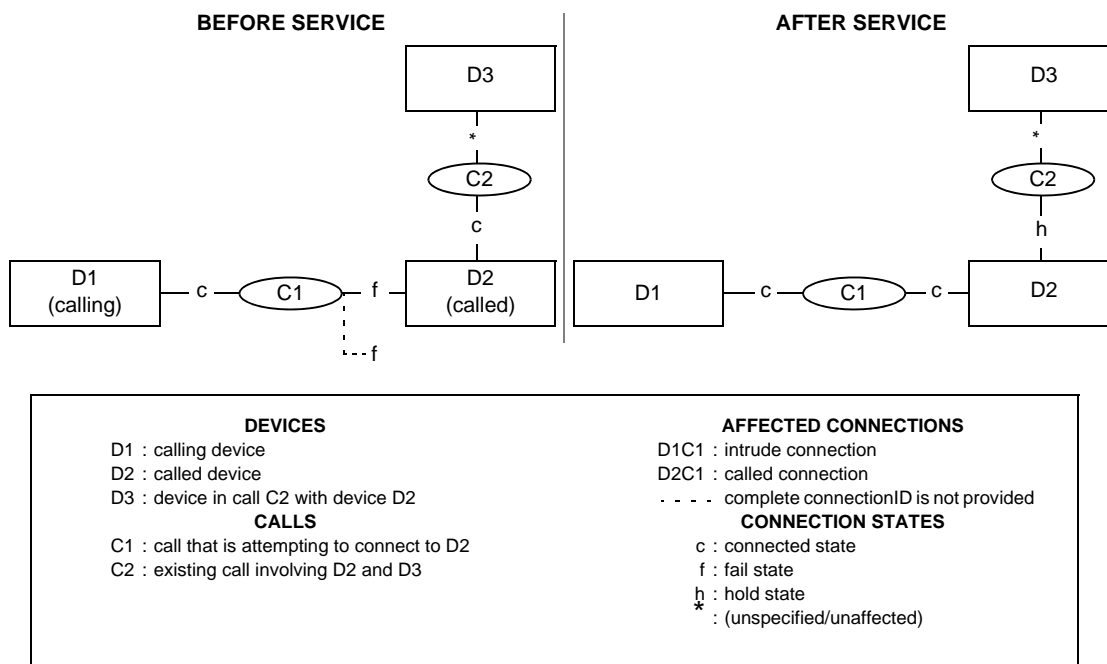 BEFORE SERVICE
AFTER SERVICE
D3
D3
*
*
C2
C2
c
h
D1
(calling)
c
C1
f
D2
(called)
D1
c
C1
c
D2
f
DEVICES
D1 : calling device
D2 : called device
D3 : device in call C2 with device D2
CALLS
C1 : call that is attempting to connect to D2
C2 : existing call involving D2 and D3
AFFECTED CONNECTIONS
D1C1 : intrude connection
D2C1 : called connection
- - - - complete connectionID is not provided
CONNECTION STATES
c : connected state
f : fail state
h : hold state
* : (unspecified/unaffected)